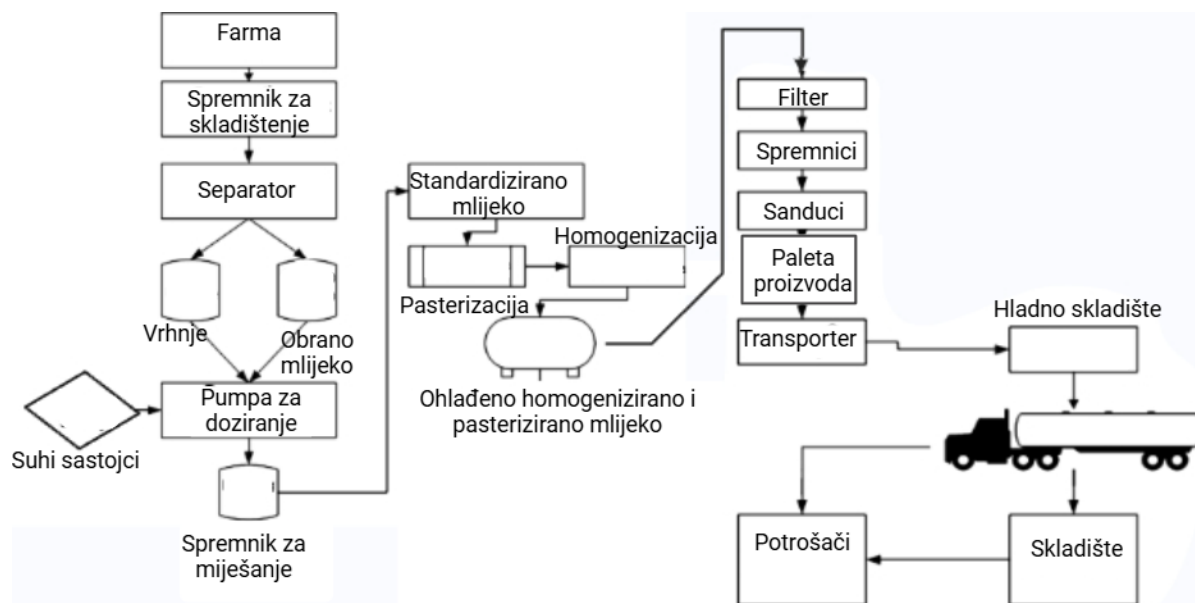 Farma
Spremnik za
skladištenje
Separator
Vrhnje
Obrano
mlijeko
Suhi sastojci
Pumpa za
doziranje
Spremnik za
miješanje
Standardizirano
mlijeko
Pasterizacija
Homogenizacija
Ohlađeno homogenizirano i
pasterizirano mlijeko
Filter
Spremnici
Sanduci
Paleta
proizvoda
Transporter
Hladno skladište
Potrošači
Skladište